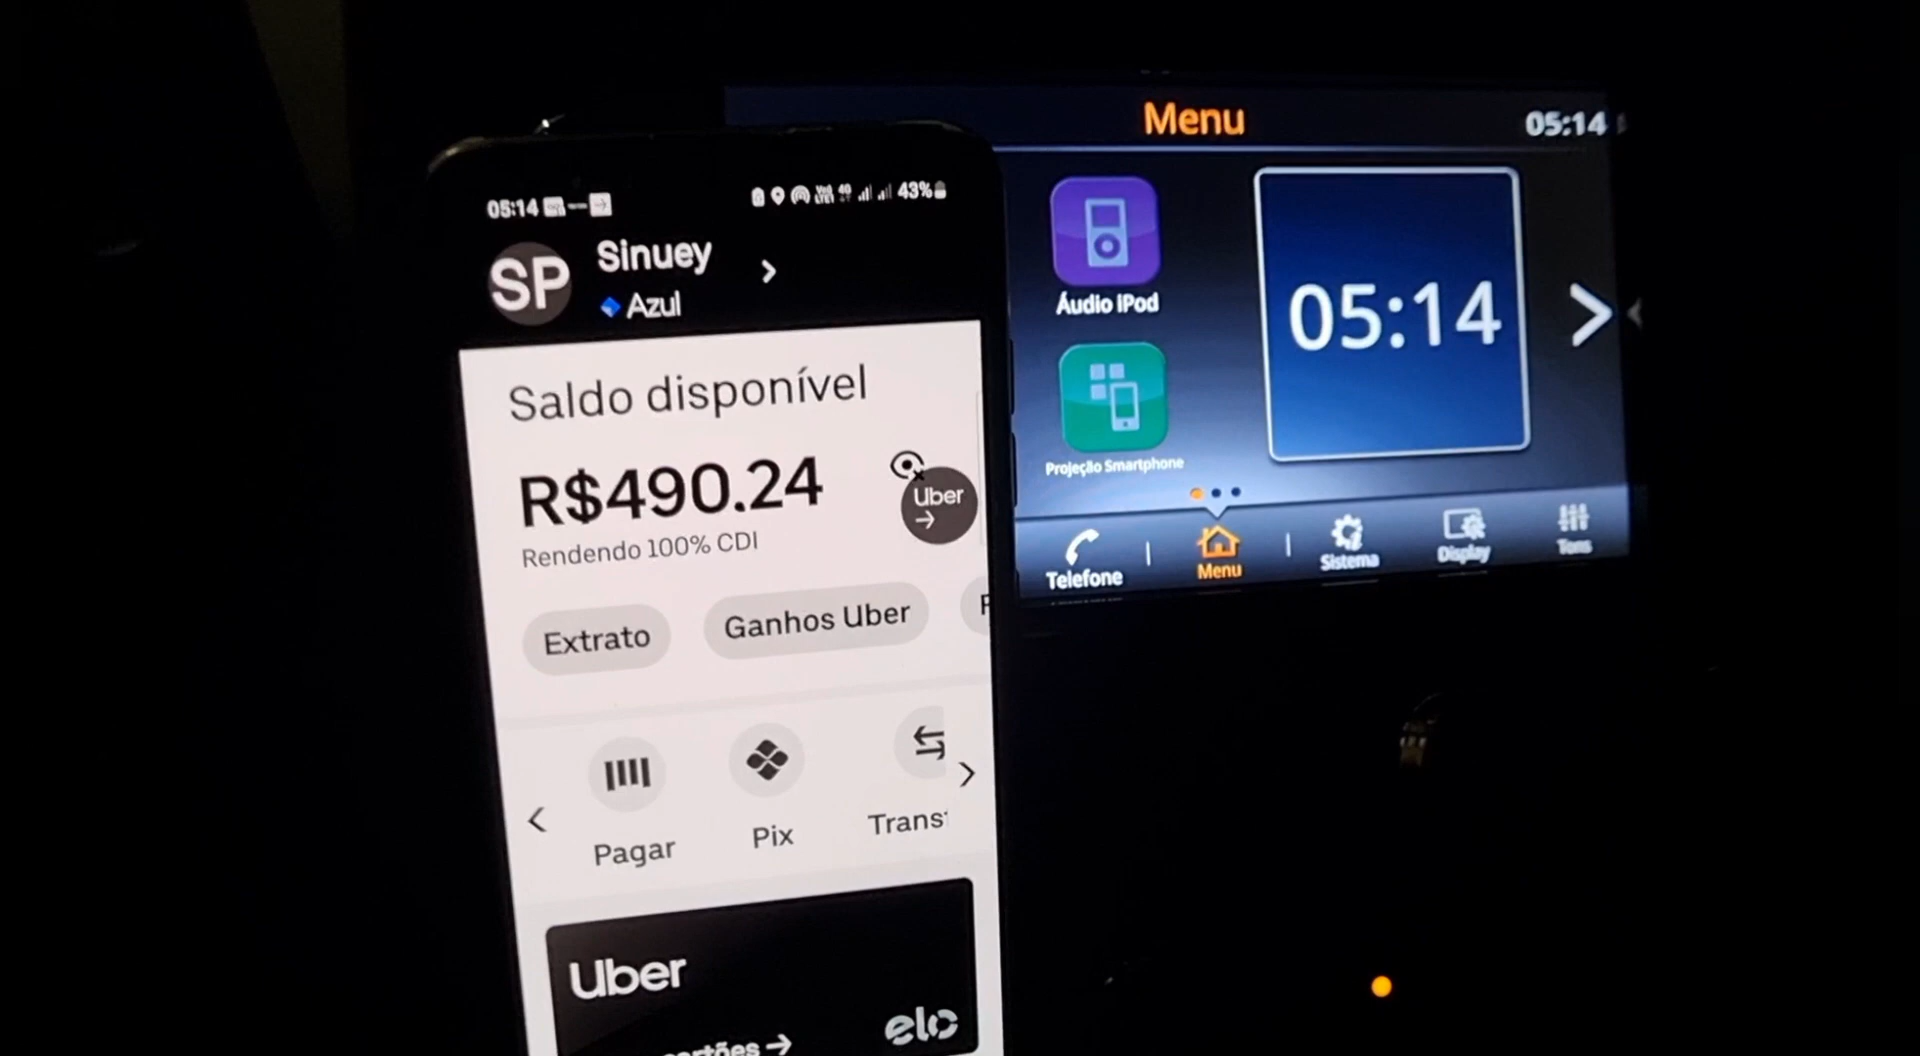 05:14
43%
SP
Sinuey
Azul
Saldo disponível
R$490.24
Uber
Rendendo 100% CDI
Extrato
Ganhos Uber
Pagar
Pix
Trans
Uber
elo
Menu
05:14
Áudio iPod
05:14
Projeção Smartphone
Telefone
Menu
Sistema
Display
Tons